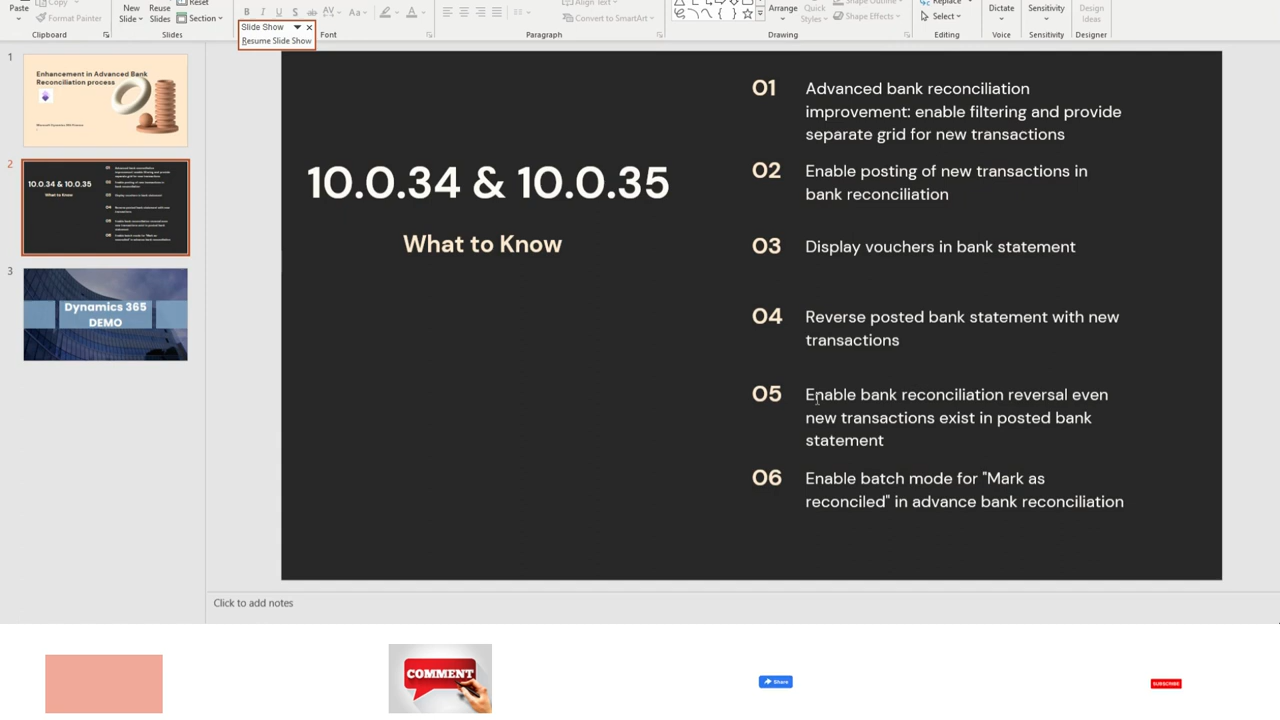 Paste
Copy
Format Painter
Clipboard
New
Slide
Reuse
Slides
Reset
Section
Slides
B I U S ab AV Aa A
Font
Slide Show
Resume Slide Show
Align Text
Convert to SmartArt
Paragraph
Arrange
Quick
Styles
Shape Outline
Shape Effects
Drawing
Replace
Select
Editing
Dictate
Voice
Sensitivity
Sensitivity
Design
Ideas
Designer
1
Enhancement in Advanced Bank
Reconciliation process
2
10.0.34 & 10.0.35
What to Know
3
Dynamics 365
DEMO
10.0.34 & 10.0.35
What to Know
01 Advanced bank reconciliation
improvement: enable filtering and provide
separate grid for new transactions
02 Enable posting of new transactions in
bank reconciliation
03 Display vouchers in bank statement
04 Reverse posted bank statement with new
transactions
05 Enable bank reconciliation reversal even
new transactions exist in posted bank
statement
06 Enable batch mode for "Mark as
reconciled" in advance bank reconciliation
Click to add notes
COMMENT
Share
SUBSCRIBE